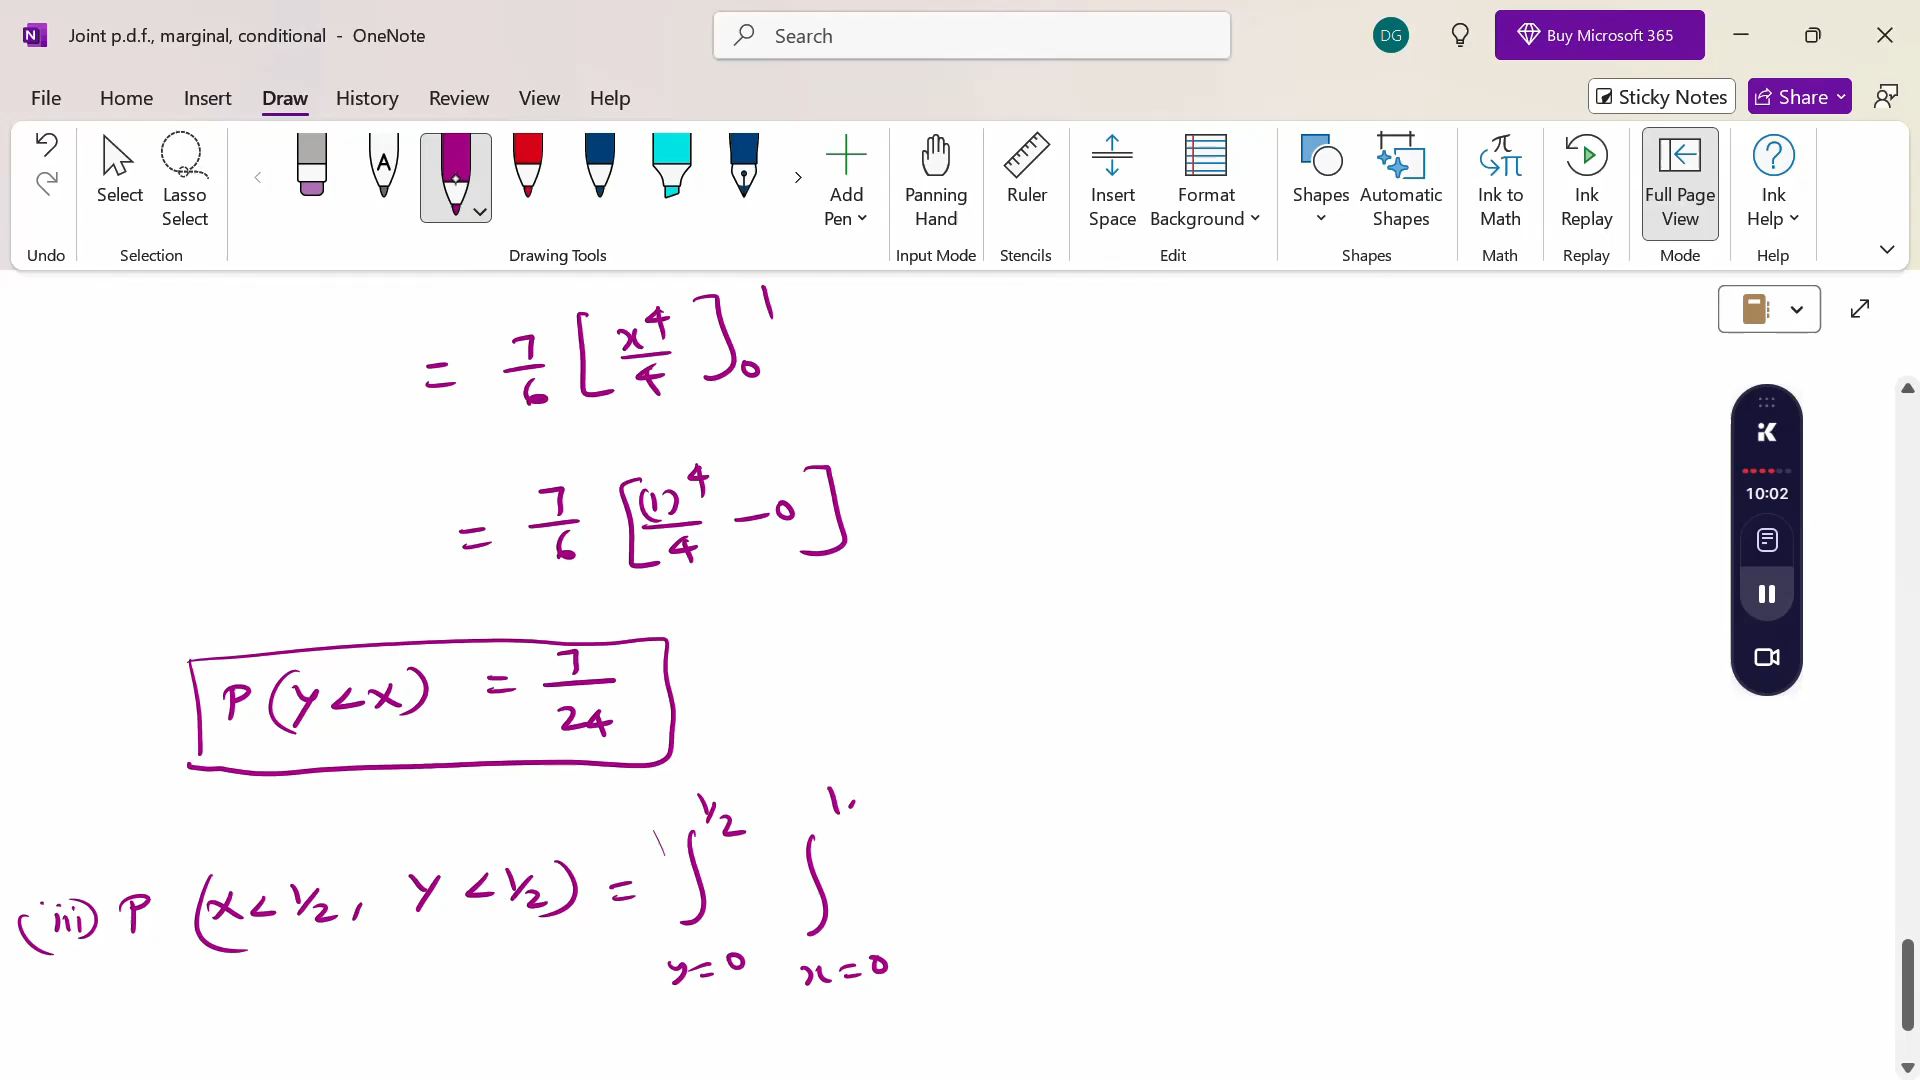 Joint p.d.f., marginal, conditional - OneNote
Search
DG
Buy Microsoft 365
File Home Insert Draw History Review View Help
Sticky Notes
Share
Select
Lasso Select
A
Add Pen
Panning Hand
Ruler
Insert Space
Format Background
Shapes
Automatic Shapes
Ink to Math
Ink Replay
Full Page View
Ink Help
Undo Selection Drawing Tools Input Mode Stencils Edit Shapes Math Replay Mode Help
10:02
= 7/6 [x^4/4]_0^1
= 7/6 [(1)^4/4 - 0]
P(Y<X) = 7/24
(iii) P (X<1/2, Y<1/2) = ∫_{y=0}^{1/2} ∫_{x=0}^{1